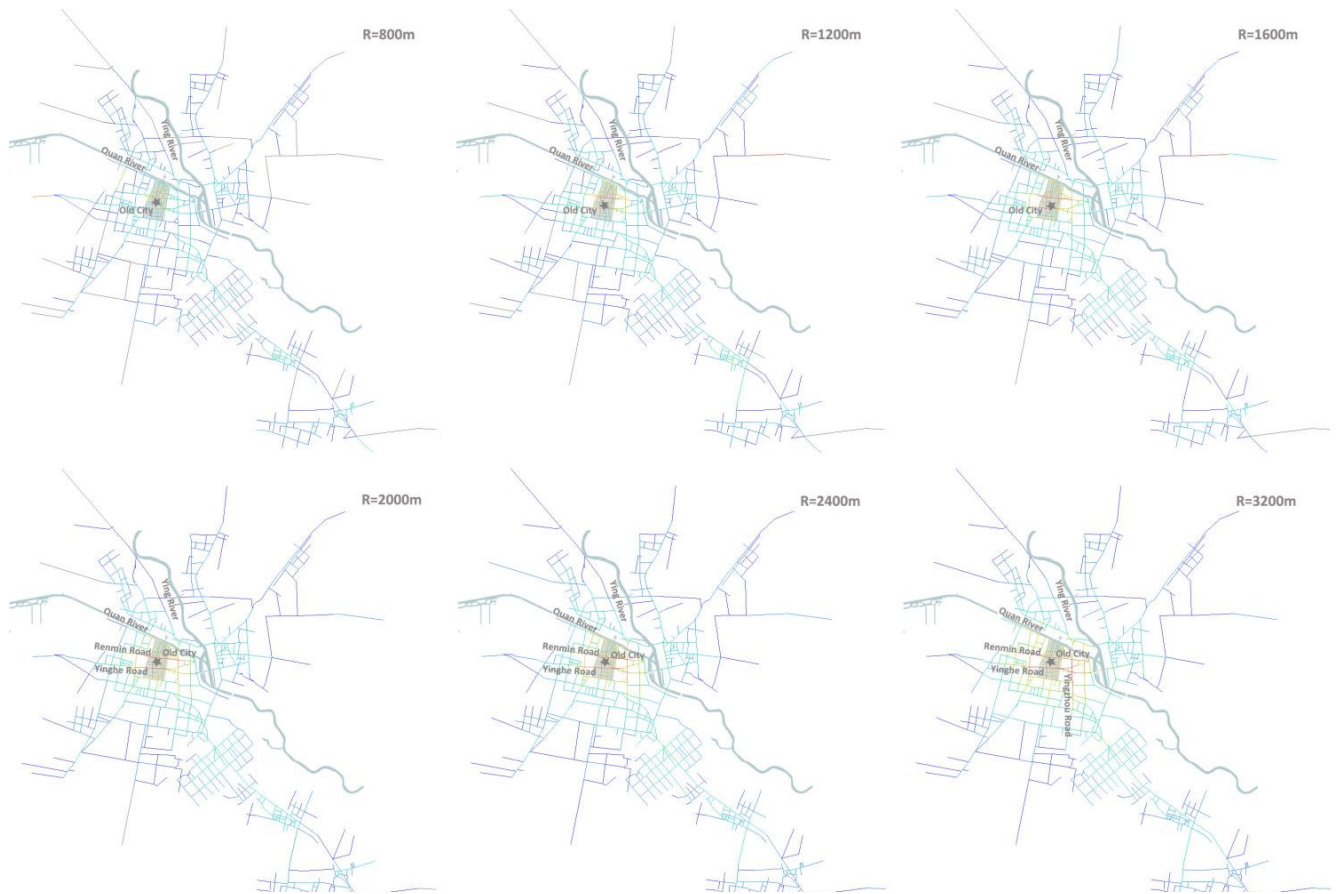 R=800m
Ying River
Quan River
Old City
R=1200m
Ying River
Quan River
Old City
R=1600m
Ying River
Quan River
Old City
R=2000m
Ying River
Quan River
Renmin Road
Old City
Yinghe Road
R=2400m
Ying River
Quan River
Renmin Road
Old City
Yinghe Road
R=3200m
Ying River
Quan River
Renmin Road
Old City
Yinghe Road
Yingzhou Road